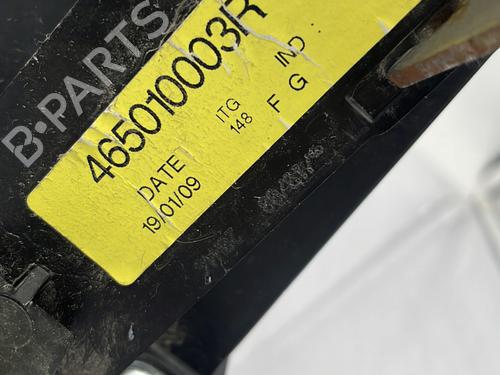 B-PARTS
465010003R
DATE ITG IND
19/01/09 148 F G